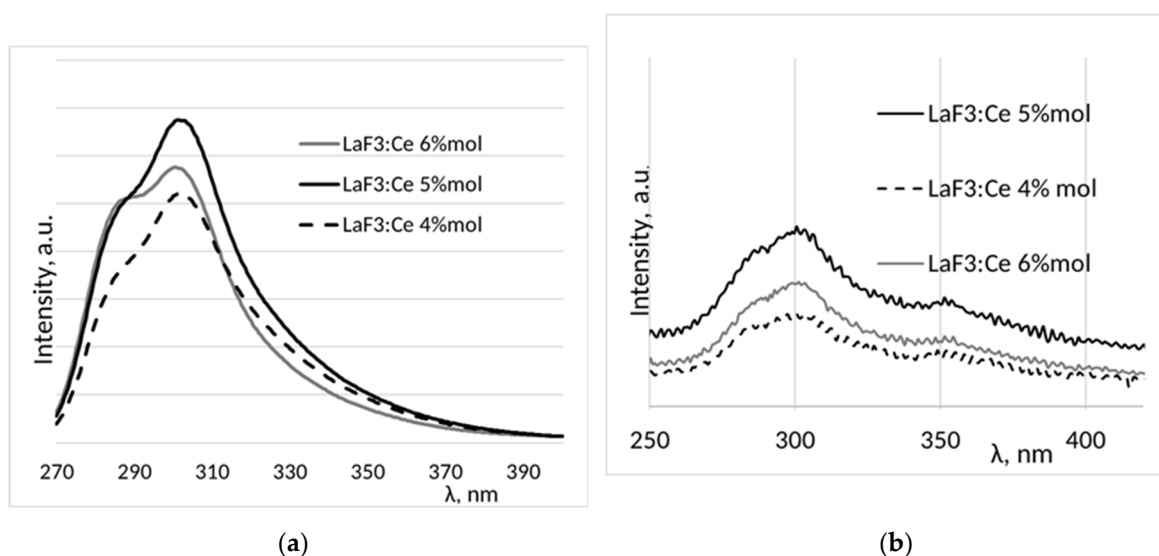 Intensity, a.u.
LaF3:Ce 6%mol
LaF3:Ce 5%mol
LaF3:Ce 4%mol
270 290 310 330 350 370 390
λ, nm
(a)
Intensity, a.u.
LaF3:Ce 5%mol
LaF3:Ce 4% mol
LaF3:Ce 6%mol
250 300 350 400
λ, nm
(b)